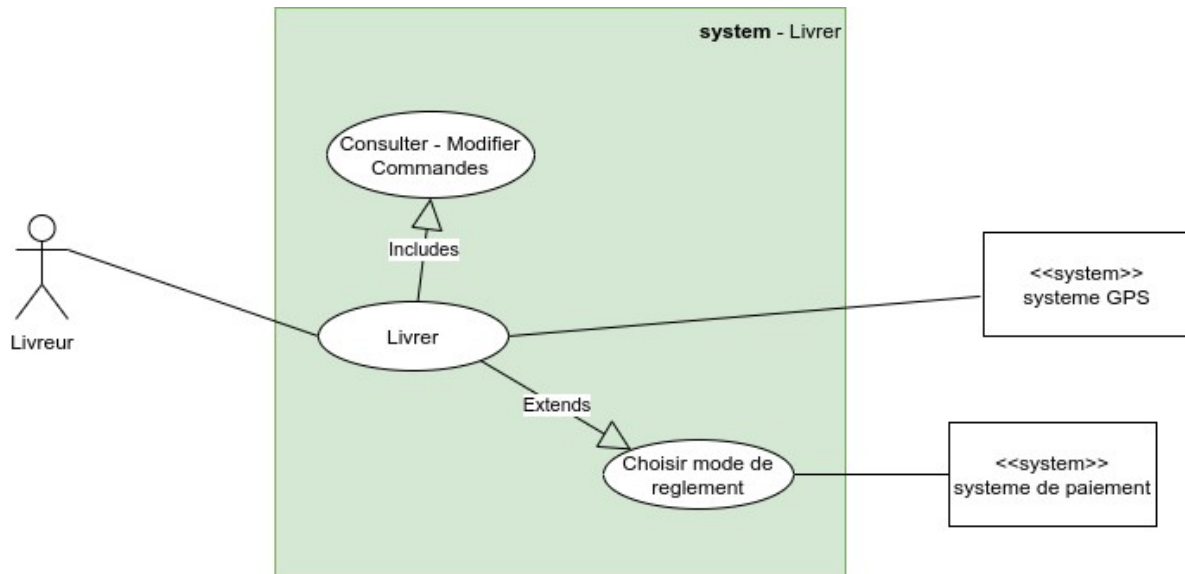 system - Livrer
Consulter - Modifier
Commandes
Includes
<<system>>
systeme GPS
Livreur
Livrer
Extends
Choisir mode de
reglement
<<system>>
systeme de paiement